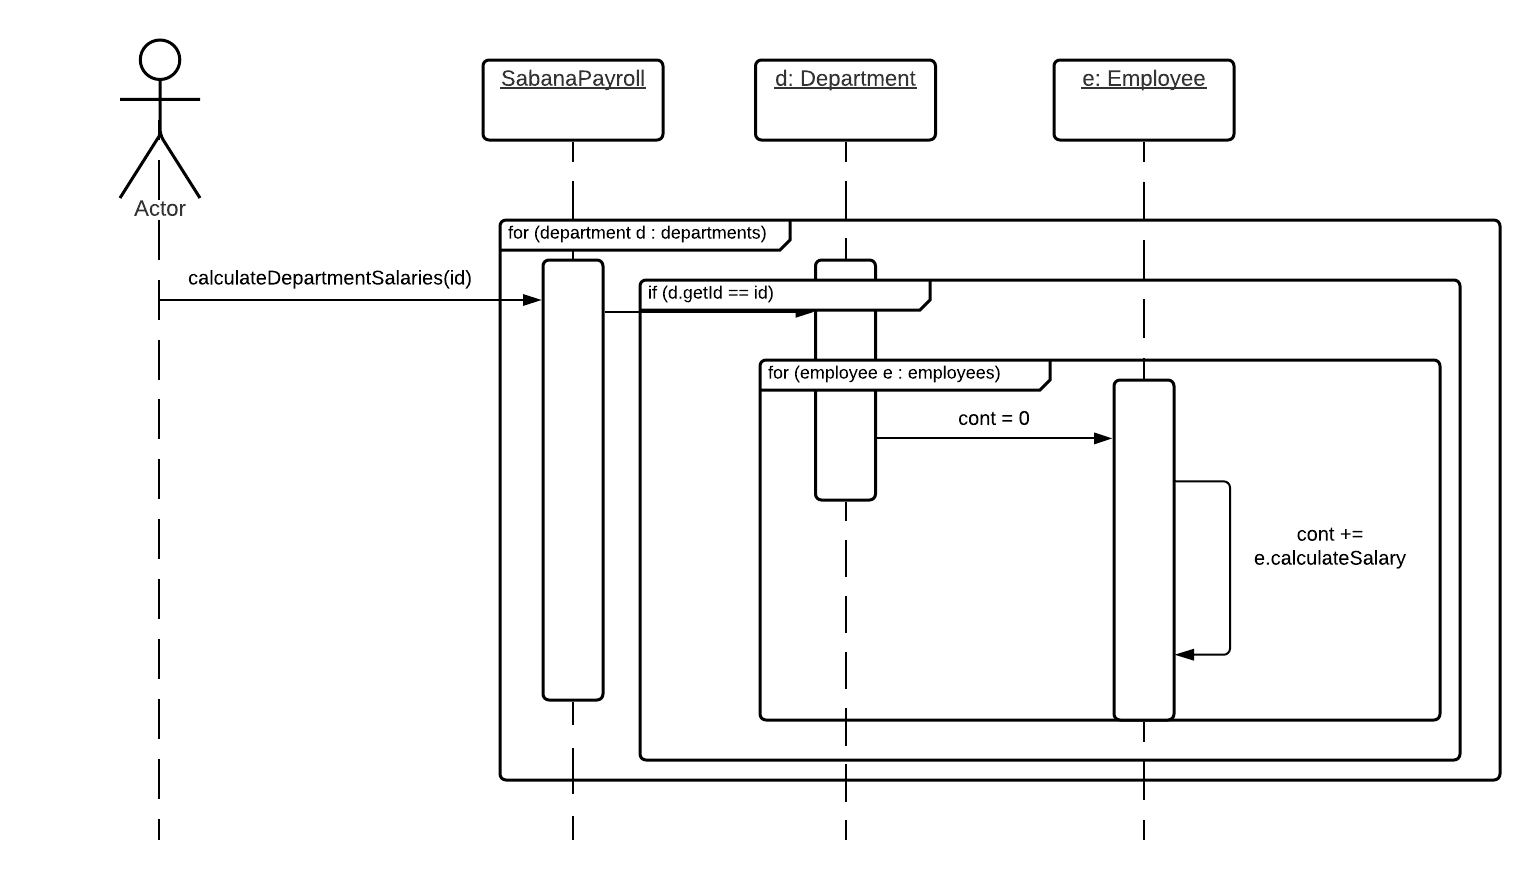 SabanaPayroll
d: Department
e: Employee
Actor
for (department d : departments)
calculateDepartmentSalaries(id)
if (d.getId == id)
for (employee e : employees)
cont = 0
cont +=
e.calculateSalary